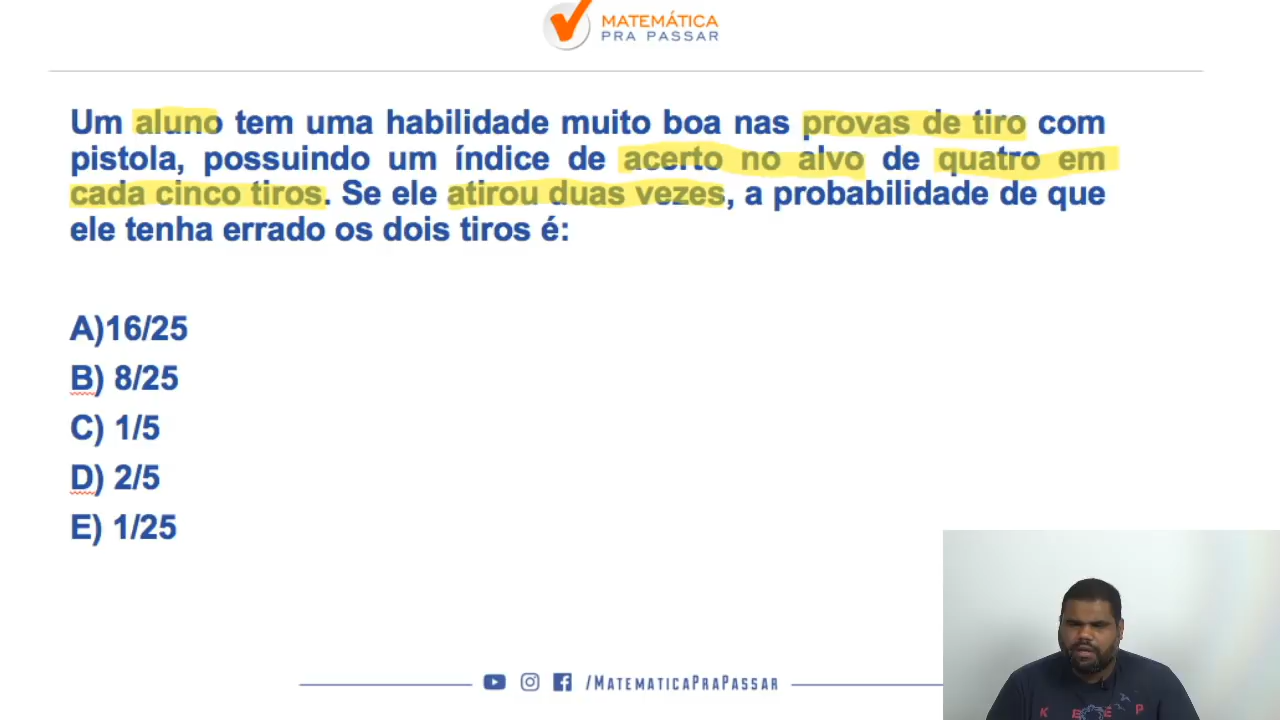 MATEMÁTICA
PRA PASSAR
Um aluno tem uma habilidade muito boa nas provas de tiro com
pistola, possuindo um índice de acerto no alvo de quatro em
cada cinco tiros. Se ele atirou duas vezes, a probabilidade de que
ele tenha errado os dois tiros é:
A)16/25
B) 8/25
C) 1/5
D) 2/5
E) 1/25
/MATEMATICAPRAPASSAR